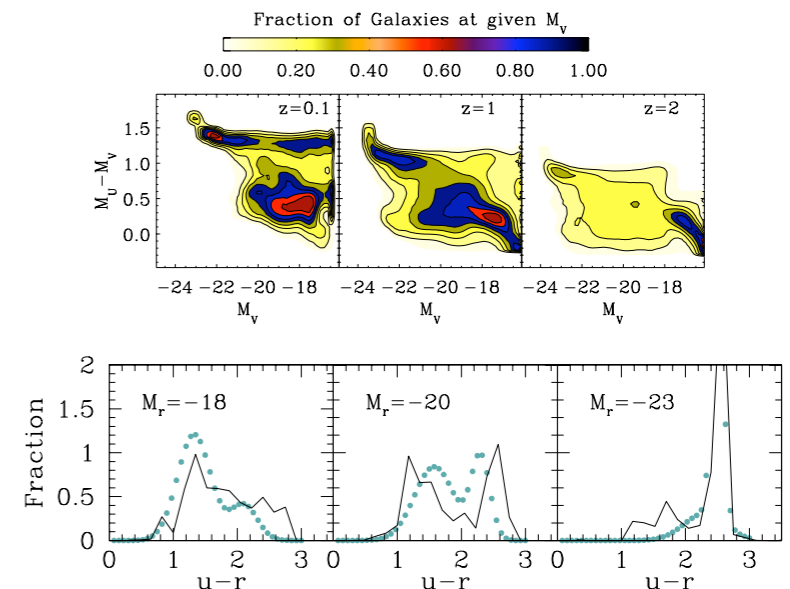 Fraction of Galaxies at given M_V
0.00 0.20 0.40 0.60 0.80 1.00
z=0.1 z=1 z=2
1.5
1.0
0.5
0.0
M_U−M_V
−24 −22 −20 −18 −24 −22 −20 −18 −24 −22 −20 −18
M_V M_V M_V
2
1.5
1
0.5
0
Fraction
M_r=−18 M_r=−20 M_r=−23
0 1 2 3 0 1 2 3 0 1 2 3
u−r u−r u−r